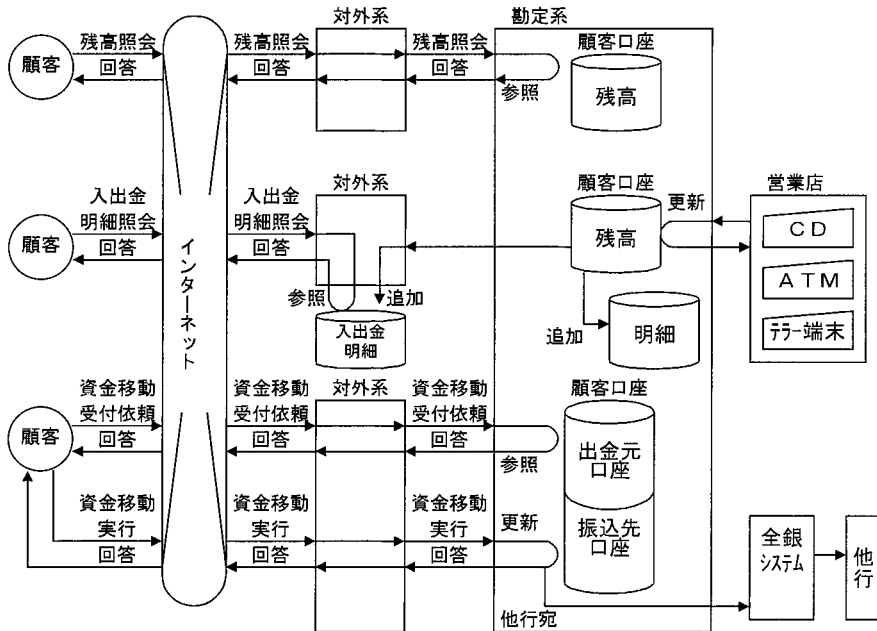 対外系
勘定系
残高照会
残高照会
残高照会
顧客口座
顧客
回答
回答
回答
参照
残高
対外系
顧客口座
営業店
入出金
明細照会
入出金
明細照会
更新
顧客
回答
回答
残高
CD
インターネット
参照
追加
ATM
入出金
明細
追加
明細
テラー端末
対外系
顧客口座
資金移動
受付依頼
資金移動
受付依頼
資金移動
受付依頼
顧客
回答
回答
回答
参照
出金元
口座
資金移動
実行
資金移動
実行
資金移動
実行
更新
振込先
口座
回答
回答
回答
全銀
システム
他行
他行宛